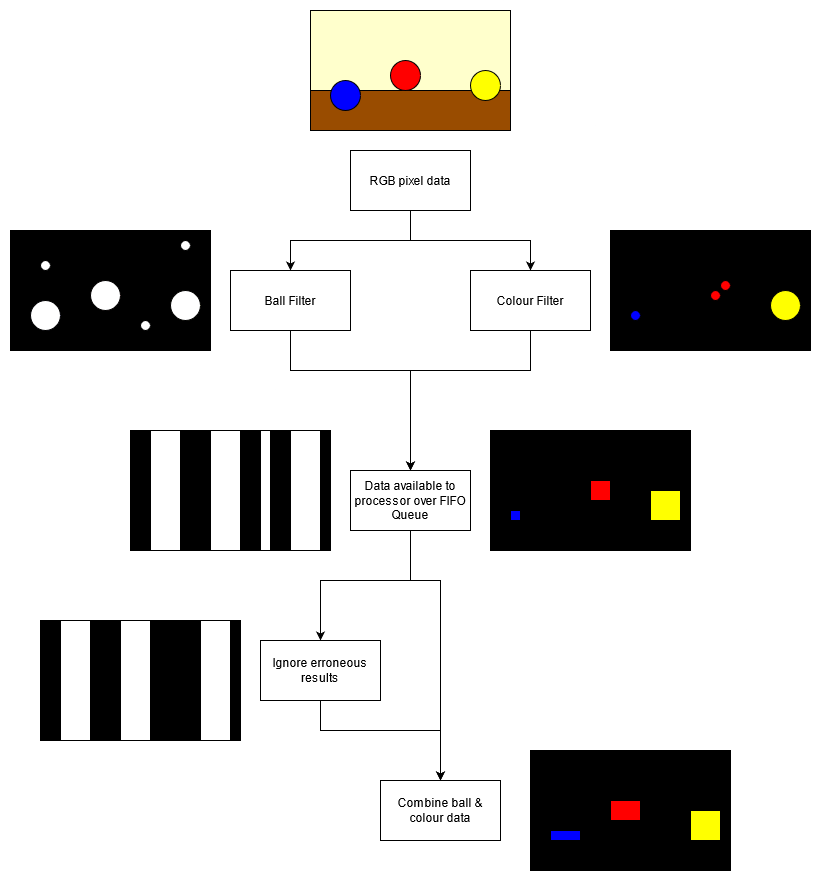 RGB pixel data
Ball Filter
Colour Filter
Data available to
processor over FIFO
Queue
Ignore erroneous
results
Combine ball &
colour data